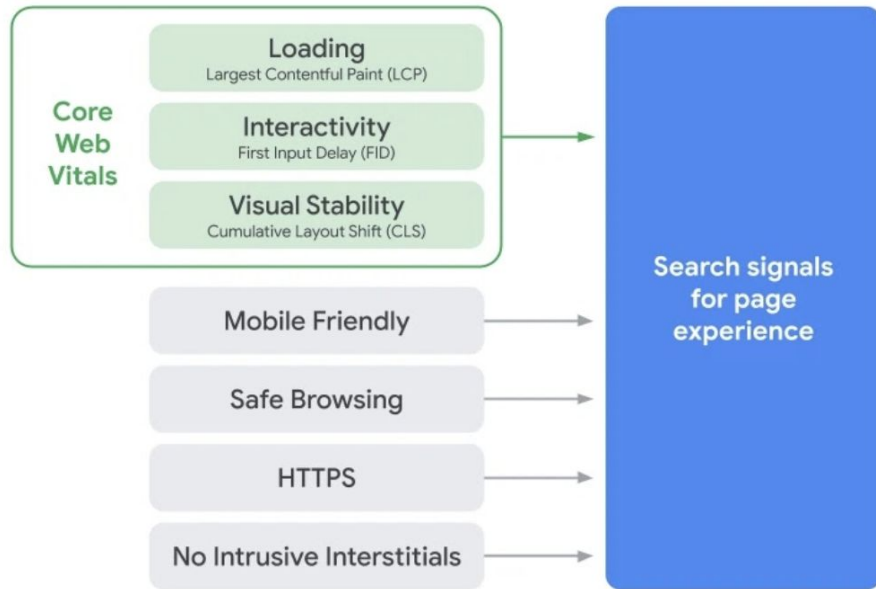 Core
Web
Vitals
Loading
Largest Contentful Paint (LCP)
Interactivity
First Input Delay (FID)
Visual Stability
Cumulative Layout Shift (CLS)
Mobile Friendly
Safe Browsing
HTTPS
No Intrusive Interstitials
Search signals
for page
experience